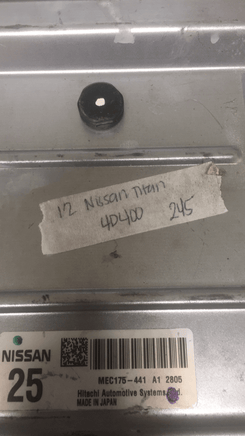 12 Nissan Titan
4D400 245
NISSAN
25
MEC175-441 A1 2805
Hitachi Automotive Systems, Ltd.
MADE IN JAPAN